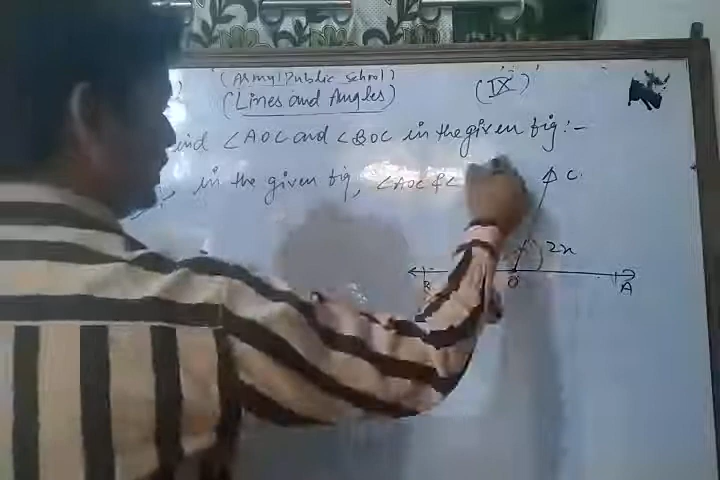 )
(Army Public School)
(Lines and Angles)
(IX)
ind ∠AOC and ∠BOC in the given fig:-
in the given fig, ∠AOC & ∠
C
2x
O
A